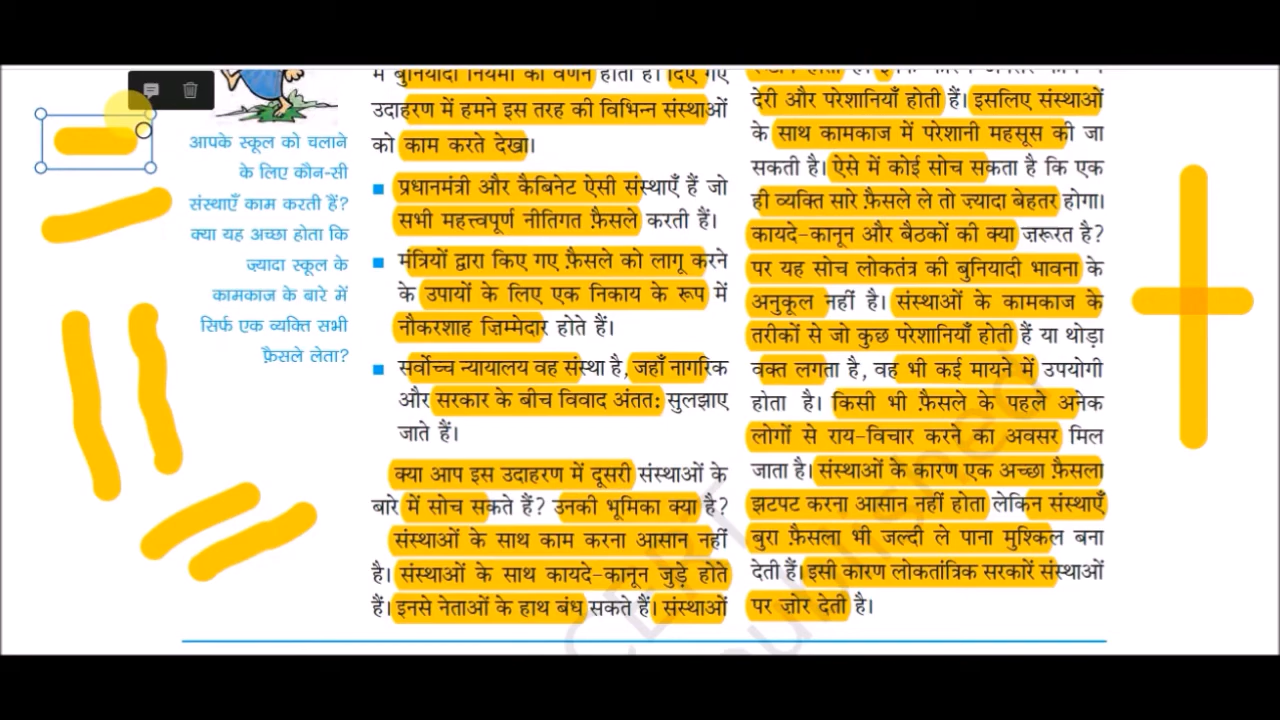 आपके स्कूल को चलाने
के लिए कौन-सी
संस्थाएँ काम करती हैं?
क्या यह अच्छा होता कि
ज़्यादा स्कूल के
कामकाज के बारे में
सिर्फ एक व्यक्ति सभी
फ़ैसले लेता?
में बुनियादी नियमों का वर्णन होता है। दिए गए
उदाहरण में हमने इस तरह की विभिन्न संस्थाओं
को काम करते देखा।
■ प्रधानमंत्री और कैबिनेट ऐसी संस्थाएँ हैं जो
सभी महत्त्वपूर्ण नीतिगत फ़ैसले करती हैं।
■ मंत्रियों द्वारा किए गए फ़ैसले को लागू करने
के उपायों के लिए एक निकाय के रूप में
नौकरशाह ज़िम्मेदार होते हैं।
■ सर्वोच्च न्यायालय वह संस्था है, जहाँ नागरिक
और सरकार के बीच विवाद अंतत: सुलझाए
जाते हैं।
क्या आप इस उदाहरण में दूसरी संस्थाओं के
बारे में सोच सकते हैं? उनकी भूमिका क्या है?
संस्थाओं के साथ काम करना आसान नहीं
है। संस्थाओं के साथ कायदे-कानून जुड़े होते
हैं। इनसे नेताओं के हाथ बंध सकते हैं। संस्थाओं
देरी और परेशानियाँ होती हैं। इसलिए संस्थाओं
के साथ कामकाज में परेशानी महसूस की जा
सकती है। ऐसे में कोई सोच सकता है कि एक
ही व्यक्ति सारे फ़ैसले ले तो ज्यादा बेहतर होगा।
कायदे-कानून और बैठकों की क्या ज़रूरत है?
पर यह सोच लोकतंत्र की बुनियादी भावना के
अनुकूल नहीं है। संस्थाओं के कामकाज के
तरीकों से जो कुछ परेशानियाँ होती हैं या थोड़ा
वक्त लगता है, वह भी कई मायने में उपयोगी
होता है। किसी भी फ़ैसले के पहले अनेक
लोगों से राय-विचार करने का अवसर मिल
जाता है। संस्थाओं के कारण एक अच्छा फ़ैसला
झटपट करना आसान नहीं होता लेकिन संस्थाएँ
बुरा फ़ैसला भी जल्दी ले पाना मुश्किल बना
देती हैं। इसी कारण लोकतांत्रिक सरकारें संस्थाओं
पर ज़ोर देती है।